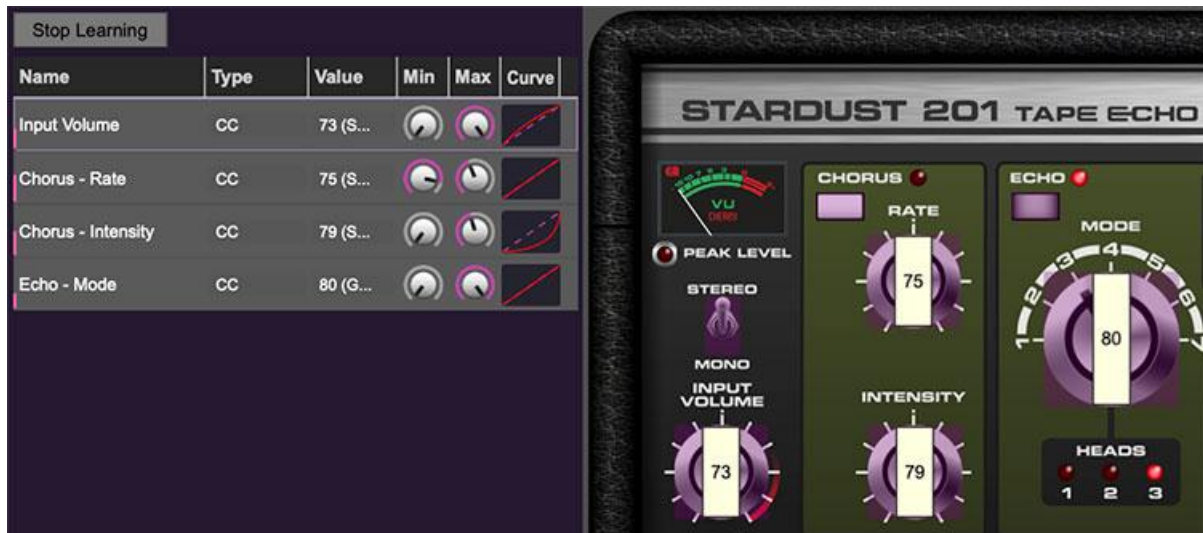 Stop Learning
Name Type Value Min Max Curve
Input Volume CC 73 (S...
Chorus - Rate CC 75 (S...
Chorus - Intensity CC 79 (S...
Echo - Mode CC 80 (G...
STARDUST 201 TAPE ECHO
VU
PEAK LEVEL
STEREO
MONO
INPUT
VOLUME
73
CHORUS
RATE
75
INTENSITY
79
ECHO
MODE
1 2 3 4 5 6 7
80
HEADS
1 2 3